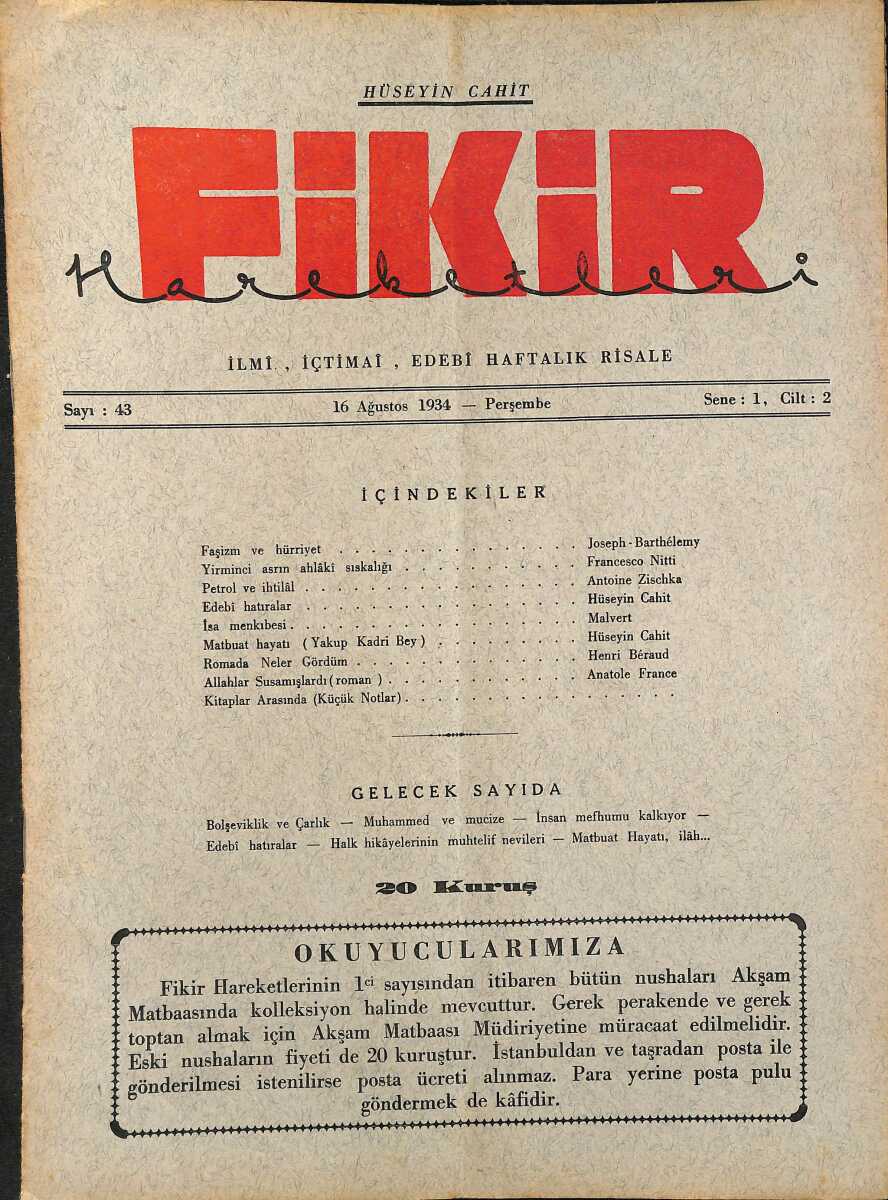 HÜSEYİN CAHİT
FİKİR
Hareketleri
İLMÎ , İÇTİMAÎ , EDEBÎ HAFTALIK RİSALE
Sayı : 43 16 Ağustos 1934 — Perşembe Sene : 1, Cilt : 2
İÇİNDEKİLER
Faşizm ve hürriyet . . . . . . . . . . . . . . Joseph - Barthélemy
Yirminci asrın ahlâkî sıskalığı . . . . . . . . . . . Francesco Nitti
Petrol ve ihtilâl . . . . . . . . . . . . . . . Antoine Zischka
Edebî hatıralar . . . . . . . . . . . . . . . Hüseyin Cahit
İsa menkıbesi . . . . . . . . . . . . . . . Malvert
Matbuat hayatı ( Yakup Kadri Bey ) . . . . . . . . Hüseyin Cahit
Romada Neler Gördüm . . . . . . . . . . . . Henri Béraud
Allahlar Susamışlardı ( roman ) . . . . . . . . . . Anatole France
Kitaplar Arasında (Küçük Notlar) . . . . . . . . . . . . . . .
GELECEK SAYIDA
Bolşeviklik ve Çarlık — Muhammed ve mucize — İnsan mefhumu kalkıyor —
Edebî hatıralar — Halk hikâyelerinin muhtelif nevileri — Matbuat Hayatı, ilâh...
20 Kuruş
OKUYUCULARIMIZA
Fikir Hareketlerinin 1ci sayısından itibaren bütün nushaları Akşam
Matbaasında kolleksiyon halinde mevcuttur. Gerek perakende ve gerek
toptan almak için Akşam Matbaası Müdiriyetine müracaat edilmelidir.
Eski nushaların fiyeti de 20 kuruştur. İstanbuldan ve taşradan posta ile
gönderilmesi istenilirse posta ücreti alınmaz. Para yerine posta pulu
göndermek de kâfidir.